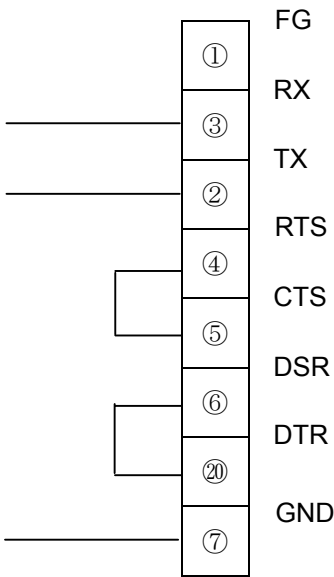 FG
①
RX
③
TX
②
RTS
④
CTS
⑤
DSR
⑥
DTR
⑳
GND
⑦